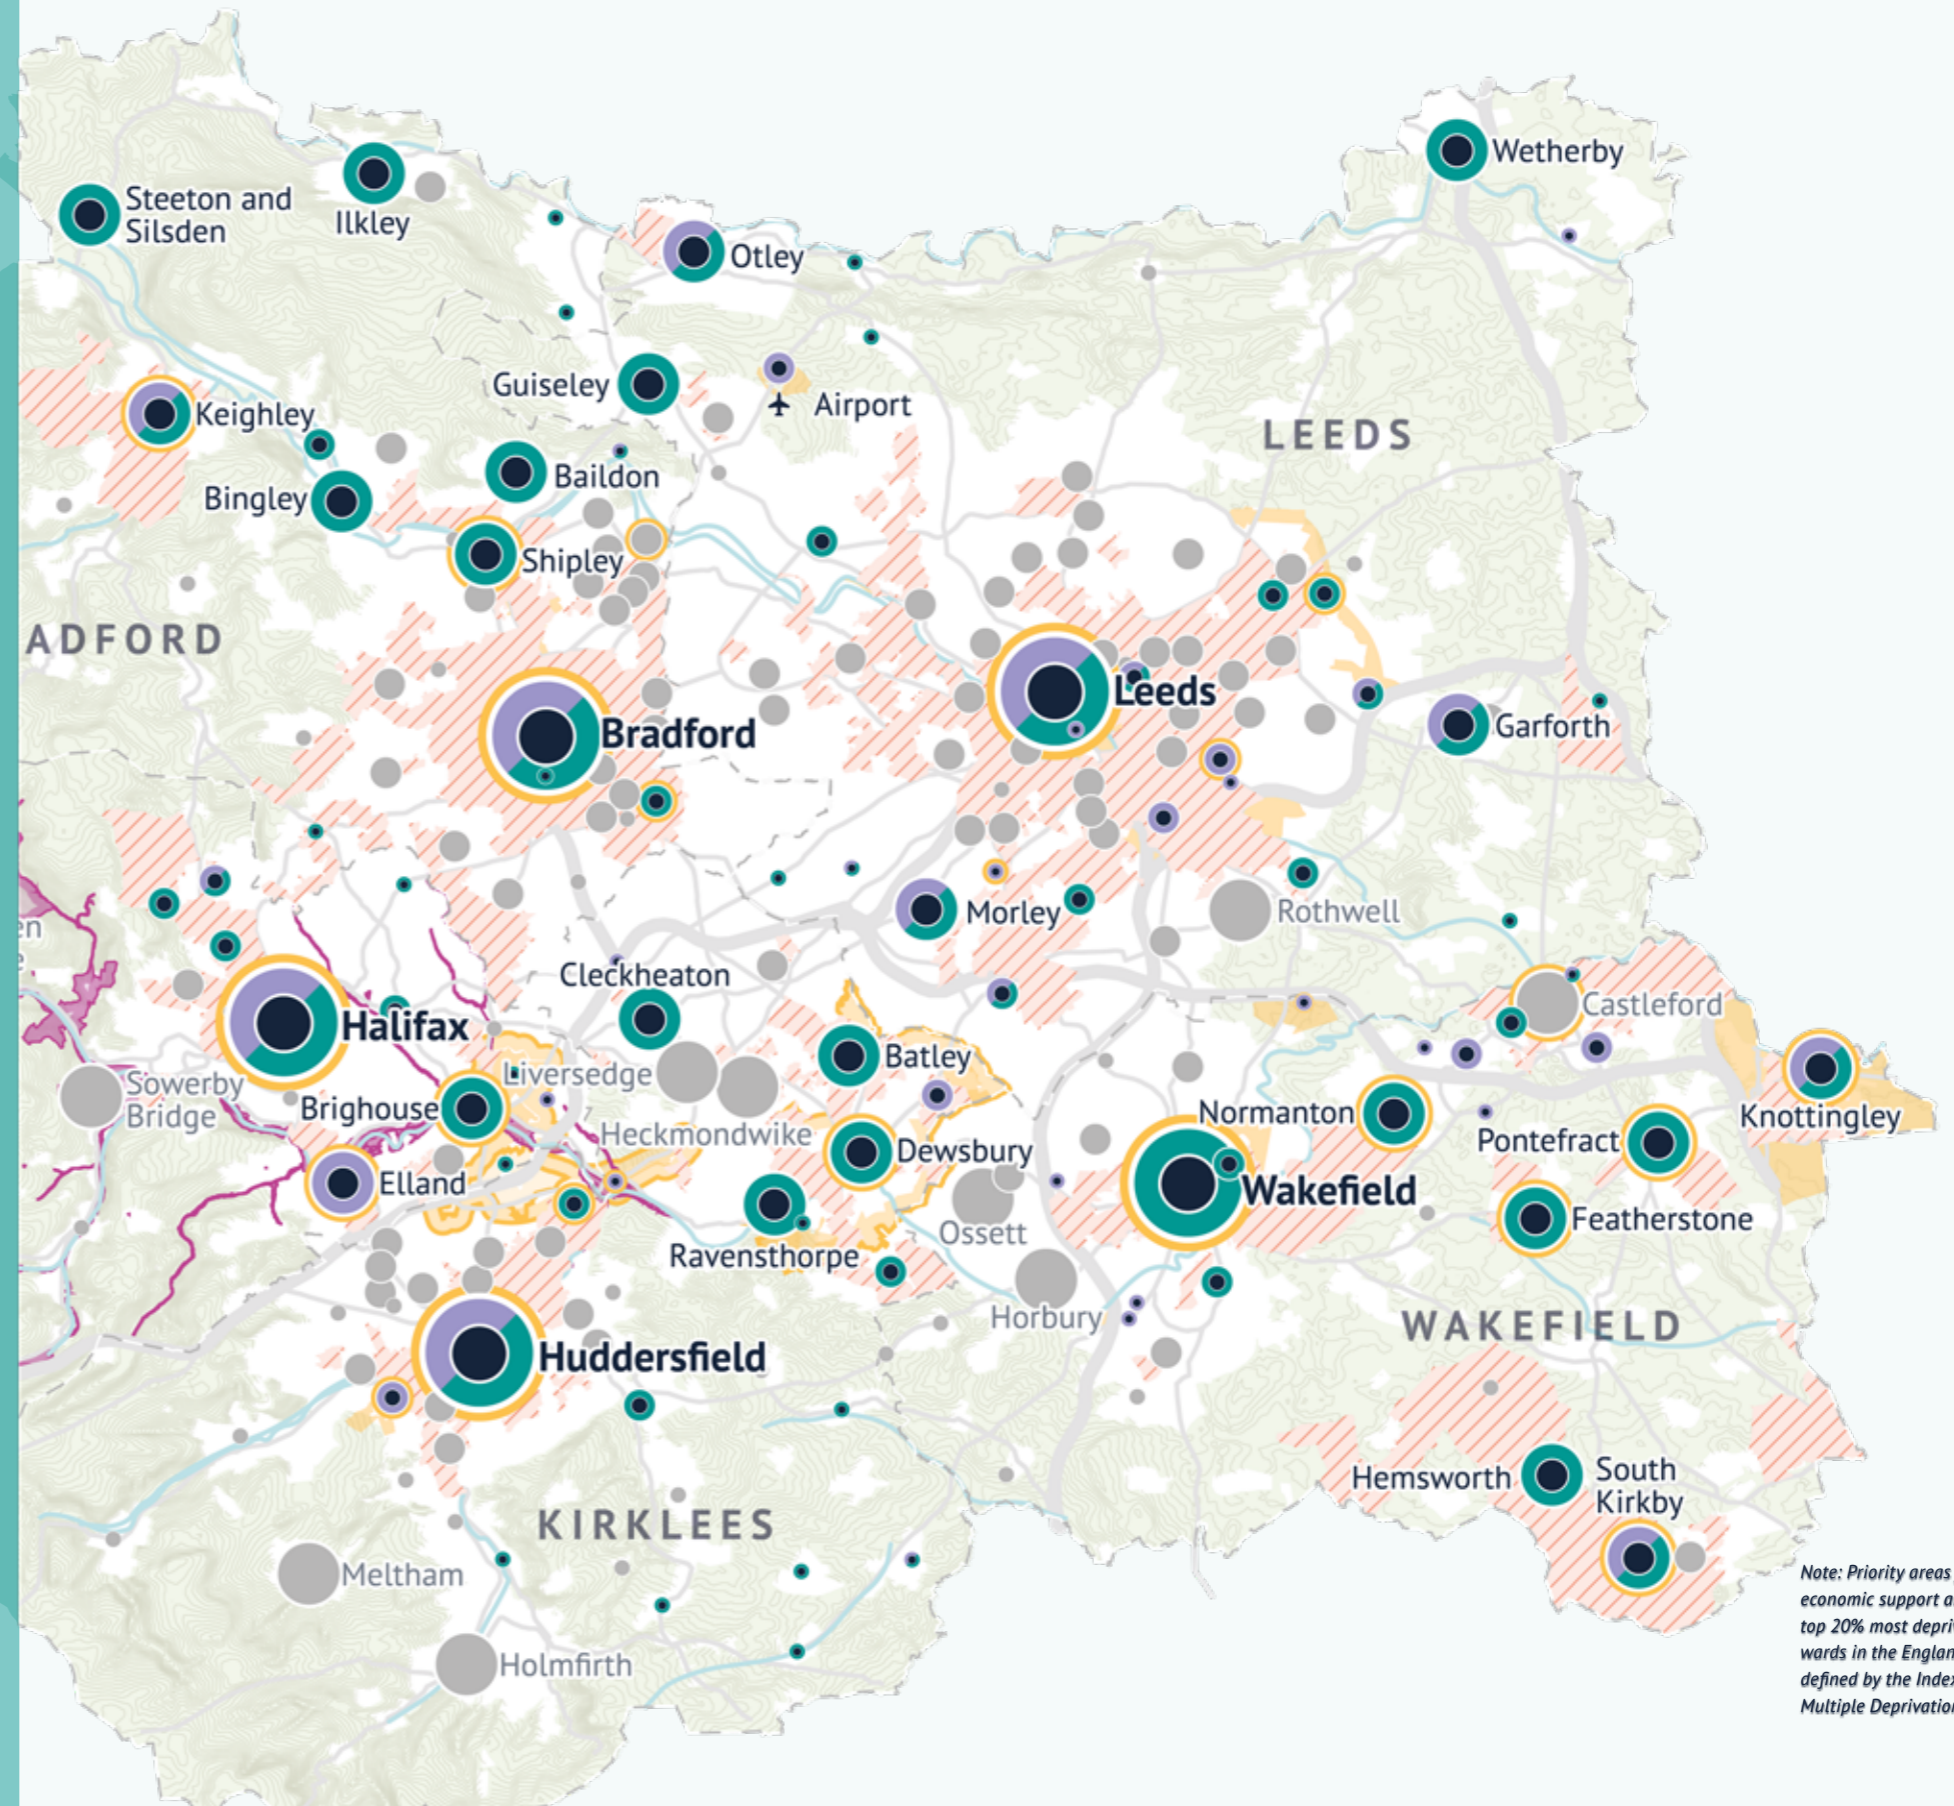 Wetherby
Steeton and
Silsden
Ilkley
Otley
Guiseley
Airport
Keighley
LEEDS
Baildon
Bingley
Shipley
ADFORD
Leeds
Bradford
Garforth
Morley
Rothwell
en
Cleckheaton
Castleford
Halifax
Batley
Liversedge
Sowerby
Bridge
Brighouse
Normanton
Knottingley
Heckmondwike
Dewsbury
Pontefract
Elland
Wakefield
Featherstone
Ossett
Ravensthorpe
Horbury
WAKEFIELD
Huddersfield
Hemsworth
South
Kirkby
KIRKLEES
Meltham
Holmfirth
Note: Priority areas
economic support a
top 20% most depri
wards in the Englan
defined by the Index
Multiple Deprivation